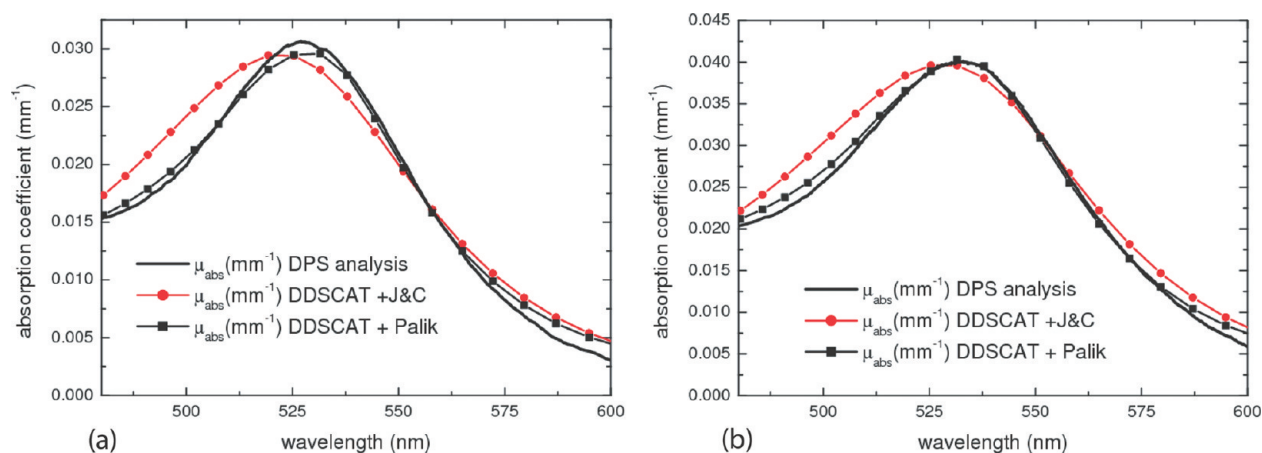 0.030
0.025
0.020
0.015
0.010
0.005
0.000
absorption coefficient (mm⁻¹)
μabs(mm⁻¹) DPS analysis
μabs(mm⁻¹) DDSCAT +J&C
μabs(mm⁻¹) DDSCAT + Palik
500 525 550 575 600
wavelength (nm)
(a)
0.045
0.040
0.035
0.030
0.025
0.020
0.015
0.010
0.005
0.000
absorption coefficient (mm⁻¹)
μabs(mm⁻¹) DPS analysis
μabs(mm⁻¹) DDSCAT +J&C
μabs(mm⁻¹) DDSCAT + Palik
500 525 550 575 600
wavelength (nm)
(b)